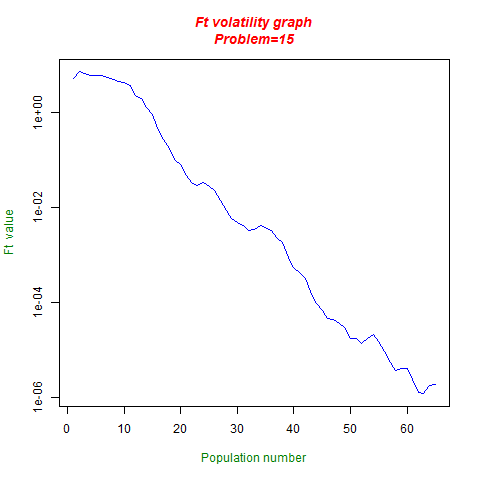 Ft volatility graph
Problem=15
1e+00
1e-02
1e-04
1e-06
Ft value
0 10 20 30 40 50 60
Population number